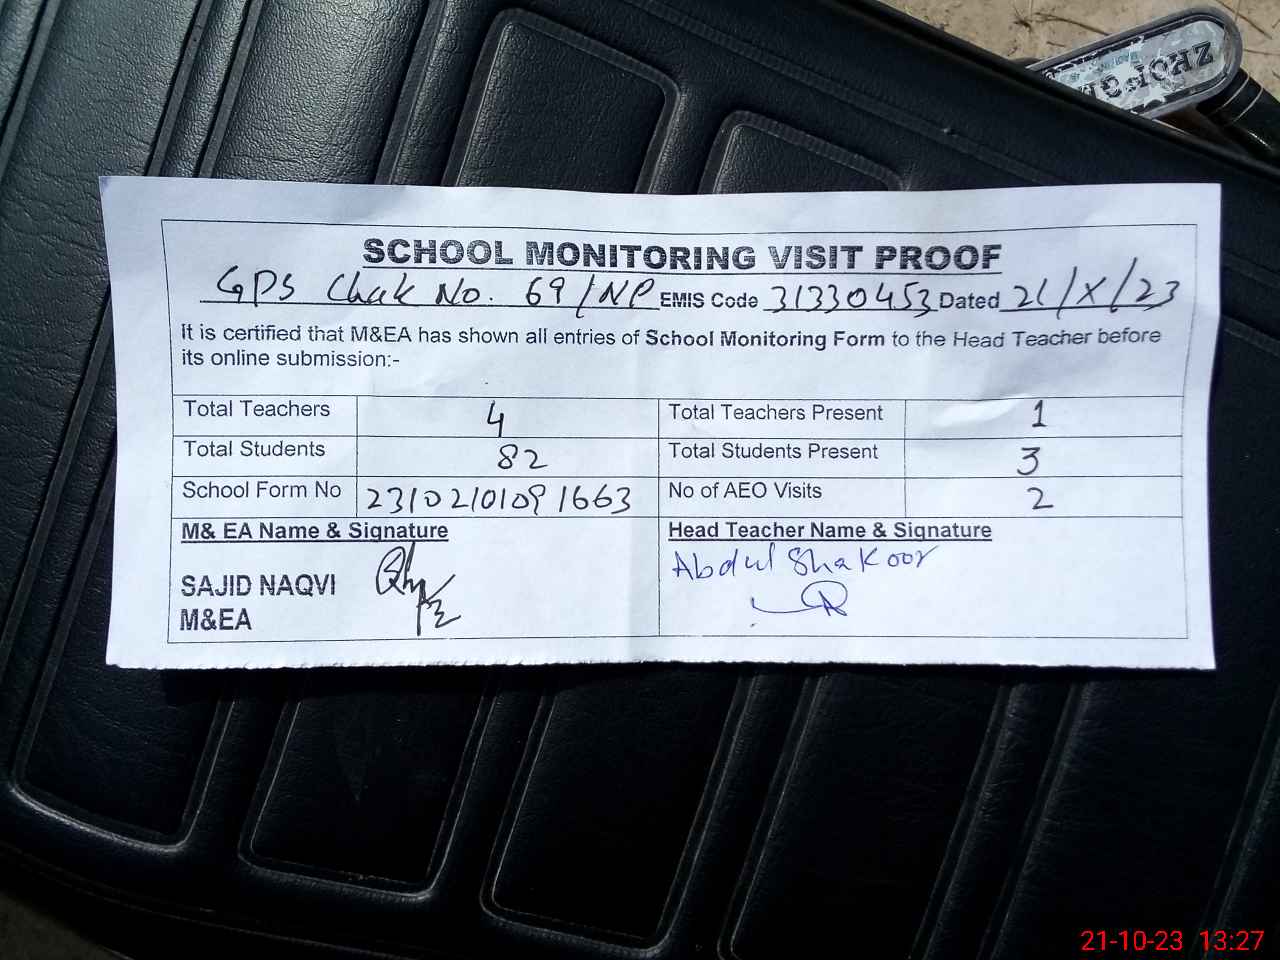 SCHOOL MONITORING VISIT PROOF
GPS Chak No. 69/NP EMIS Code 31330453 Dated 21/X/23
It is certified that M&EA has shown all entries of School Monitoring Form to the Head Teacher before
its online submission:-
Total Teachers 4 Total Teachers Present 1
Total Students 82 Total Students Present 3
School Form No 23102101091663 No of AEO Visits 2
M& EA Name & Signature Head Teacher Name & Signature
Abdul Shakoor
SAJID NAQVI
M&EA
21-10-23 13:27